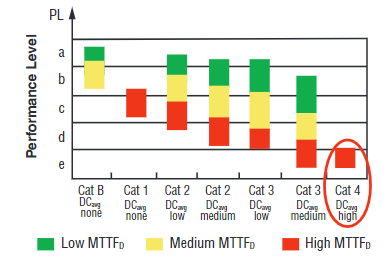 PL
Performance Level
a
b
c
d
e
Cat B Cat 1 Cat 2 Cat 2 Cat 3 Cat 3 Cat 4
DCavg DCavg DCavg DCavg DCavg DCavg DCavg
none none low medium low medium high
Low MTTFD Medium MTTFD High MTTFD